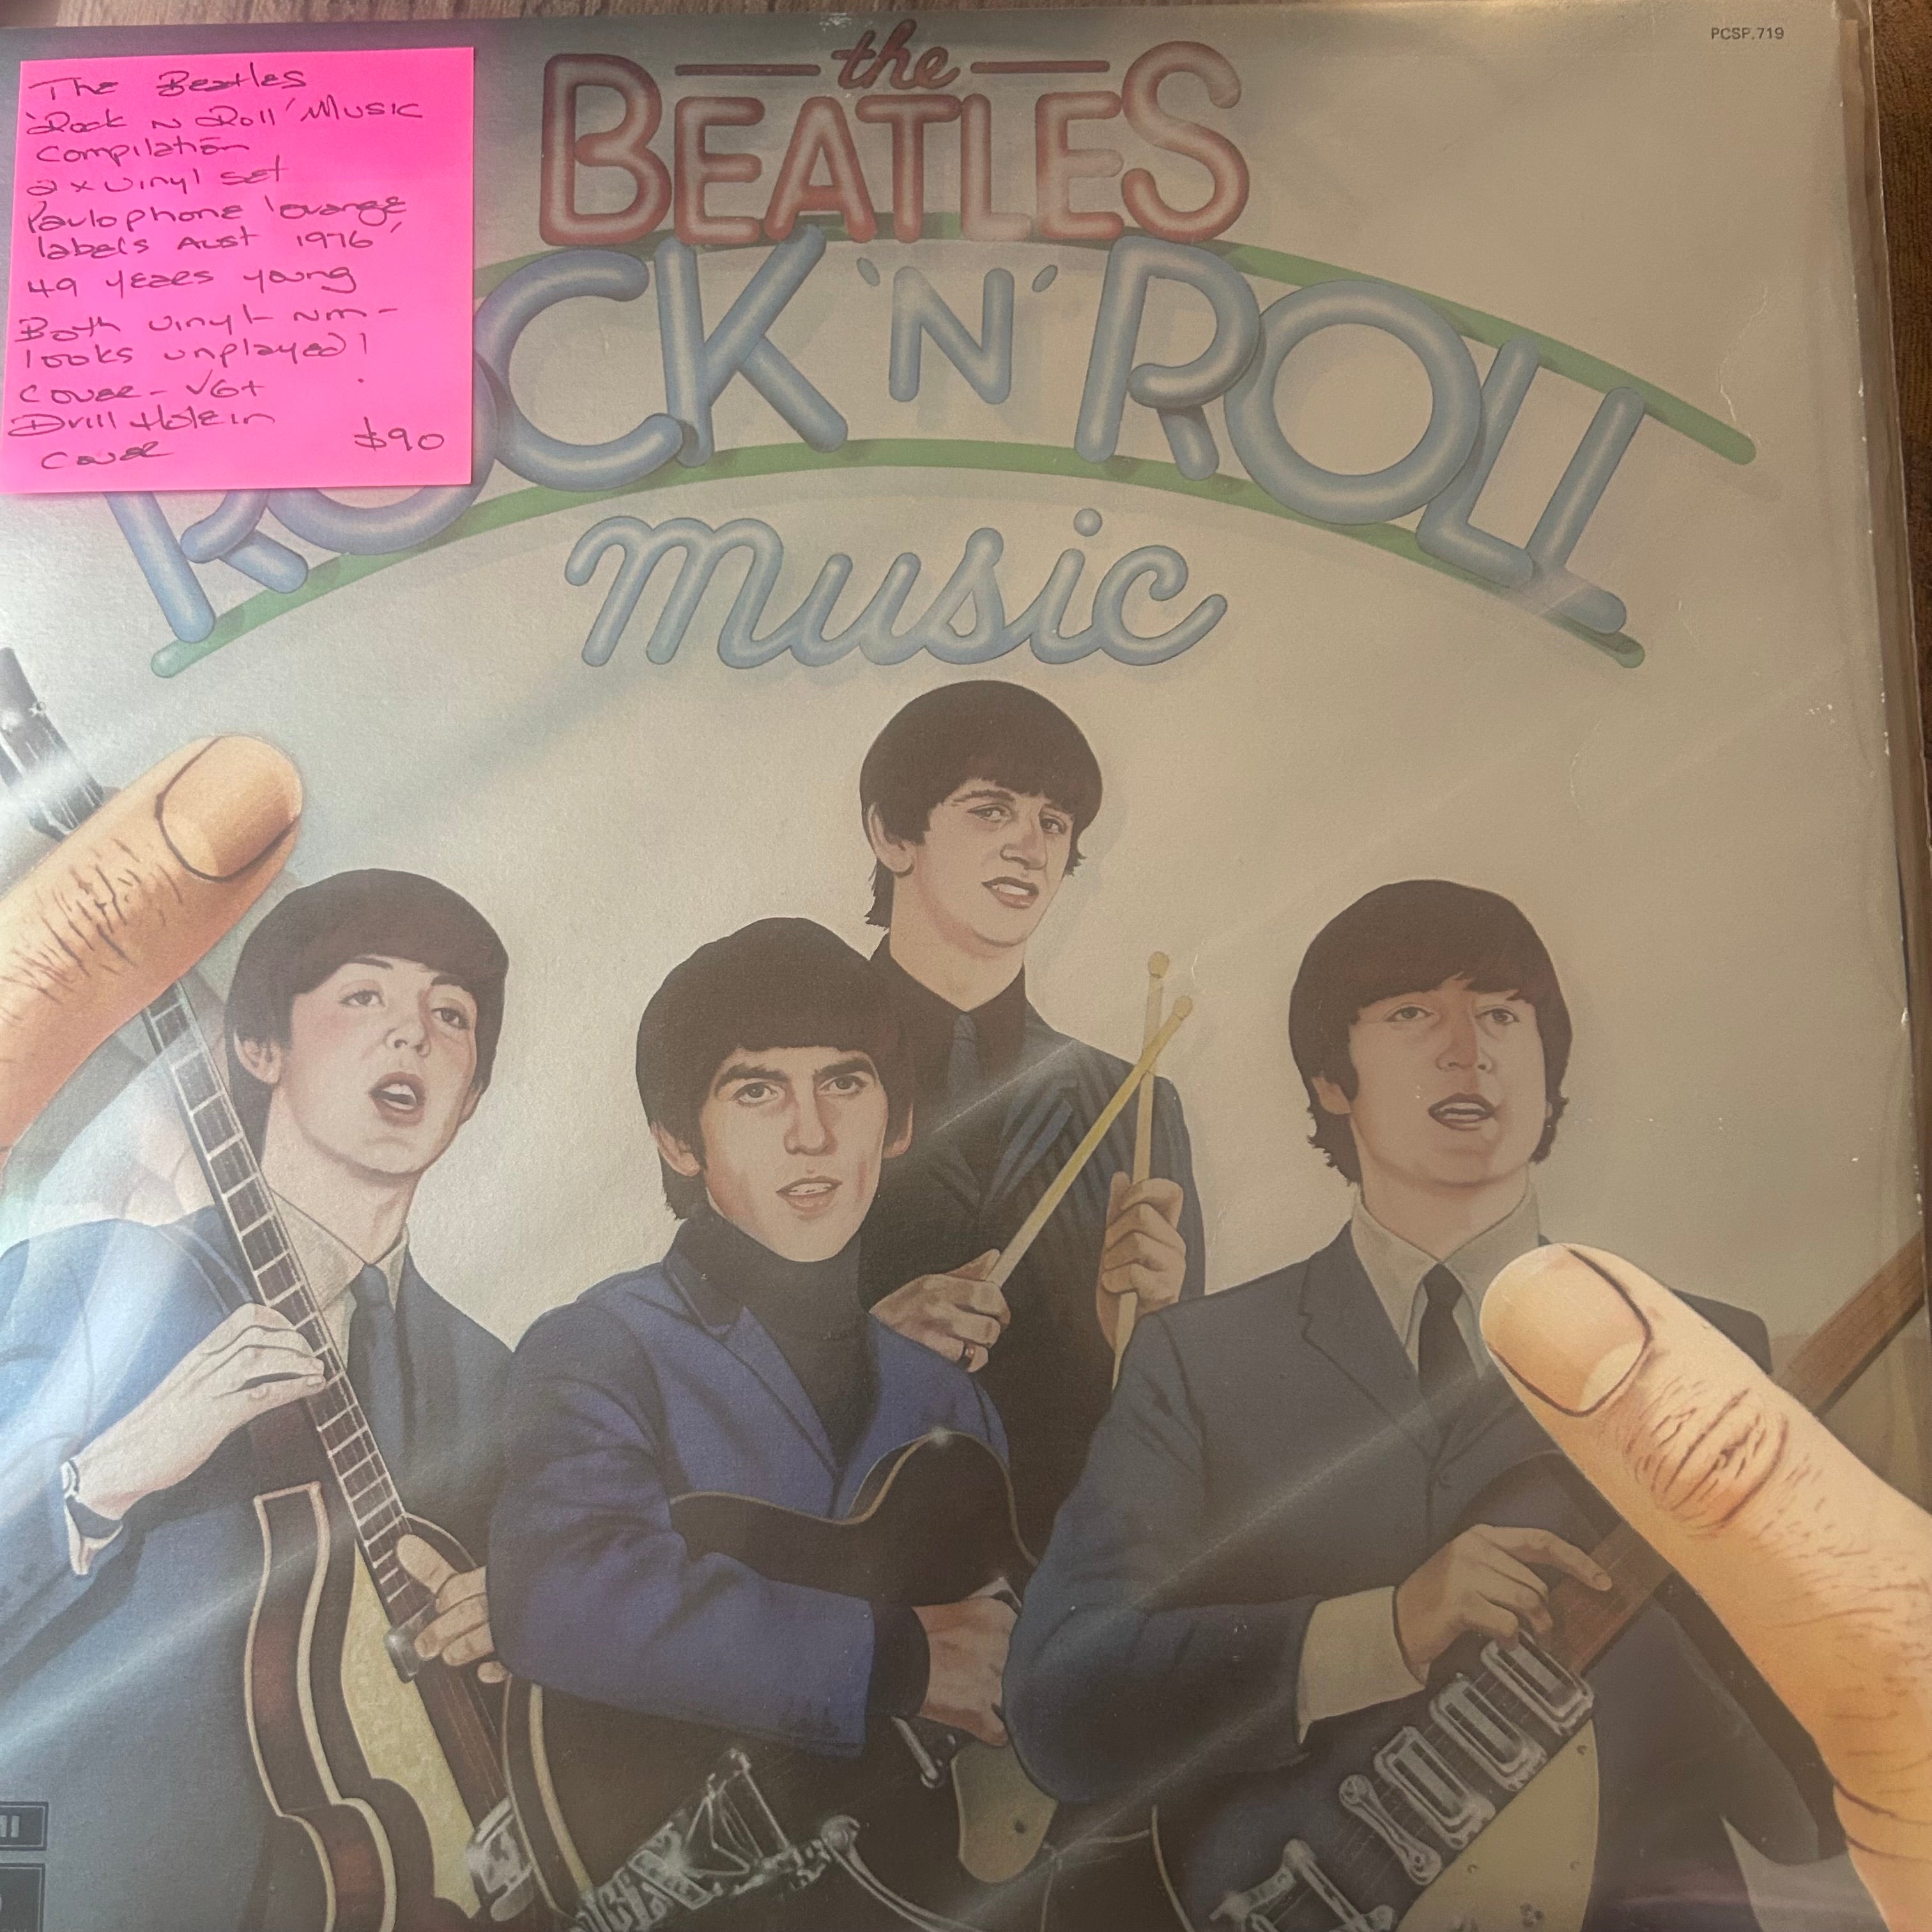 The Beatles
'Rock N Roll' Music
Compilation
2 x vinyl set
Parlophone 'orange'
labels Aust 1976
49 years young
Both vinyl - NM -
looks unplayed!
Cover - VG+
Drill Hole in
Cover
$90
PCSP.719
the
BEATLES
ROCK 'N' ROLL
music